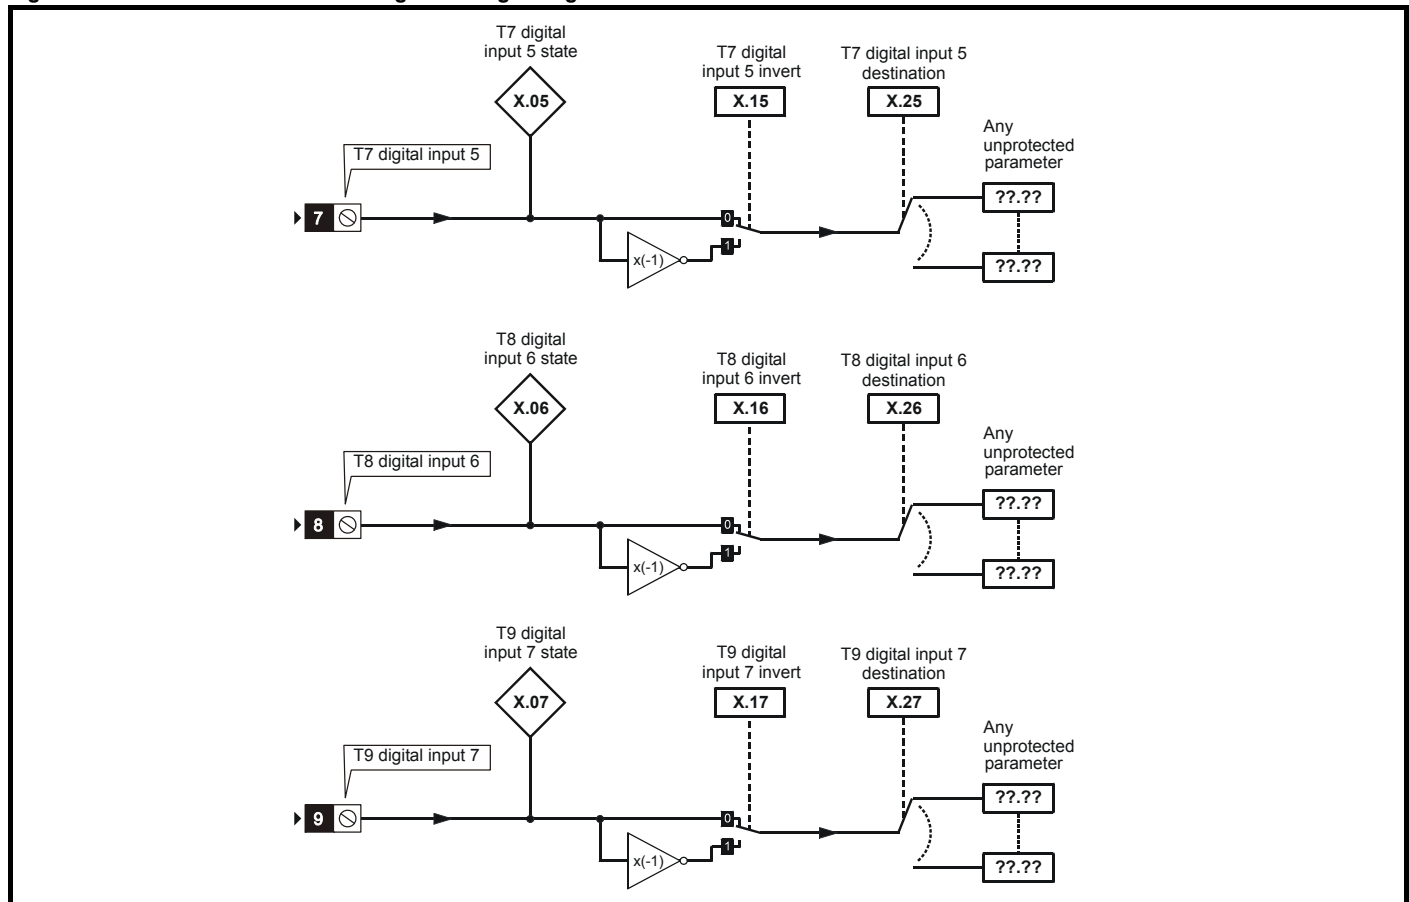 T7 digital
input 5 state
T7 digital
input 5 invert
T7 digital input 5
destination
X.05
X.15
X.25
Any
unprotected
parameter
T7 digital input 5
??.??
7
0
1
x(-1)
??.??
T8 digital
input 6 state
T8 digital
input 6 invert
T8 digital input 6
destination
X.06
X.16
X.26
Any
unprotected
parameter
T8 digital input 6
??.??
8
0
1
x(-1)
??.??
T9 digital
input 7 state
T9 digital
input 7 invert
T9 digital input 7
destination
X.07
X.17
X.27
Any
unprotected
parameter
T9 digital input 7
??.??
9
0
1
x(-1)
??.??